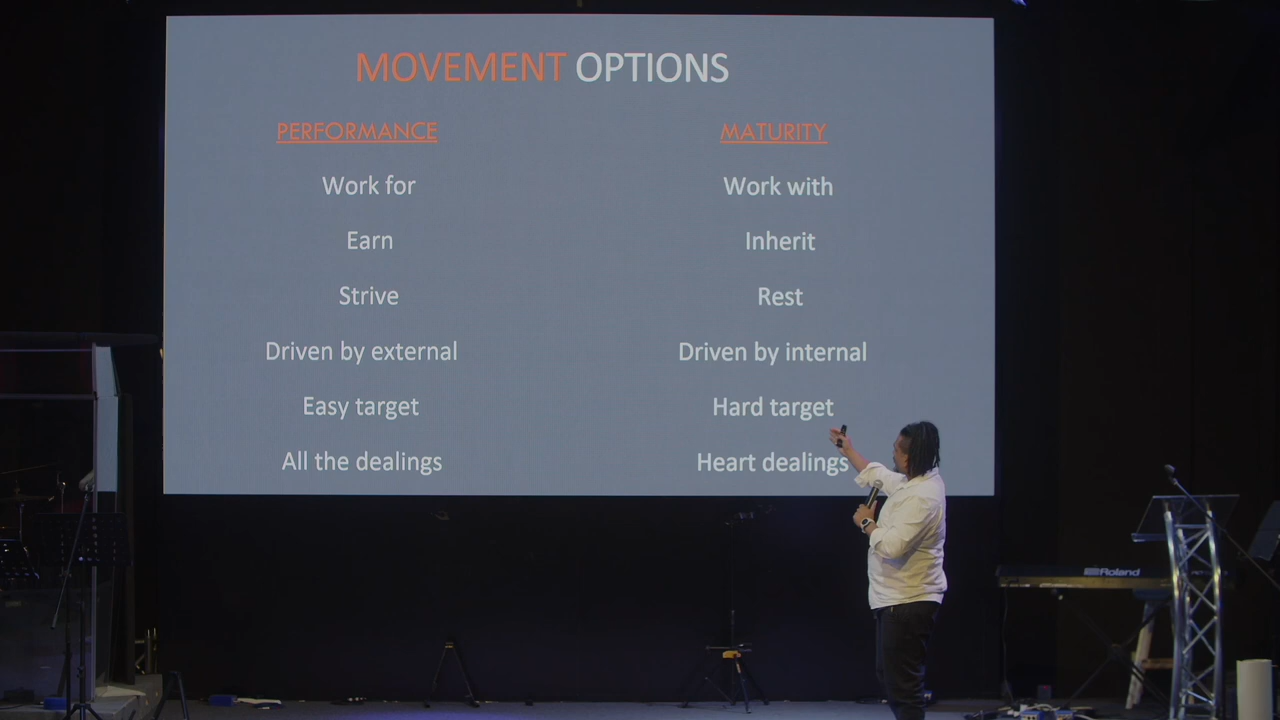 MOVEMENT OPTIONS
PERFORMANCE
MATURITY
Work for
Work with
Earn
Inherit
Strive
Rest
Driven by external
Driven by internal
Easy target
Hard target
All the dealings
Heart dealings
Roland